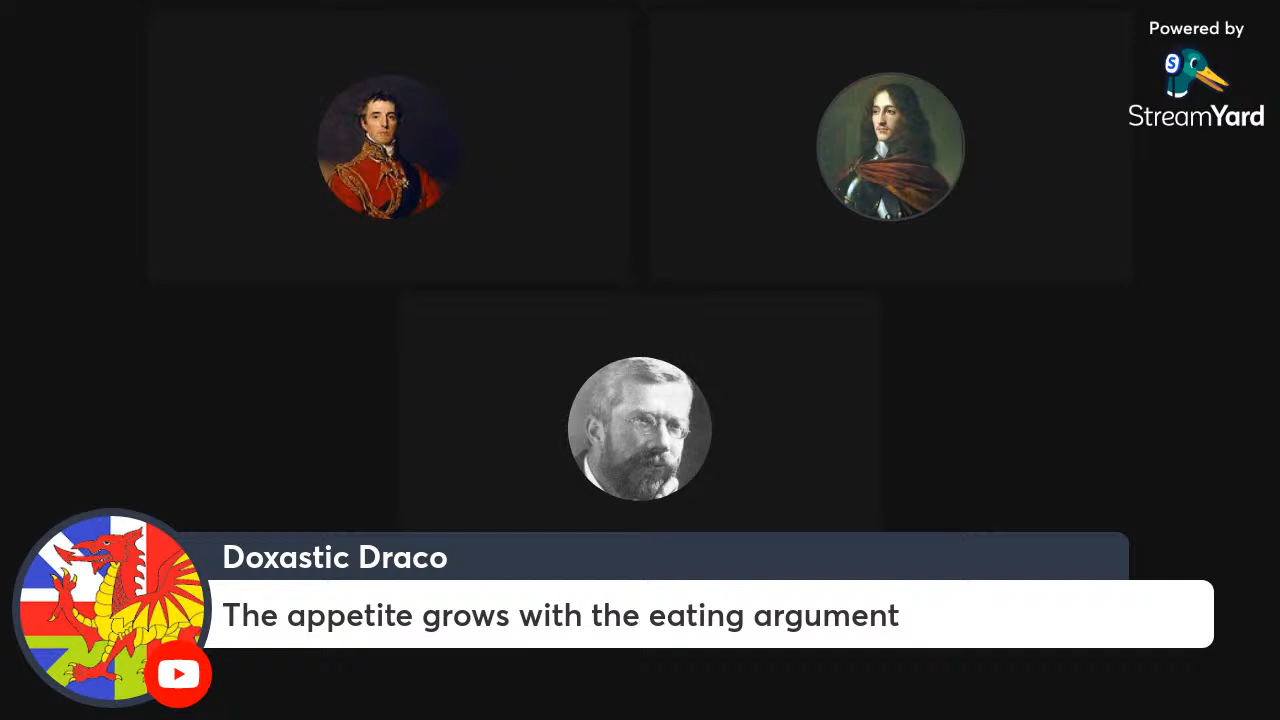 Powered by
S
StreamYard
Doxastic Draco
The appetite grows with the eating argument